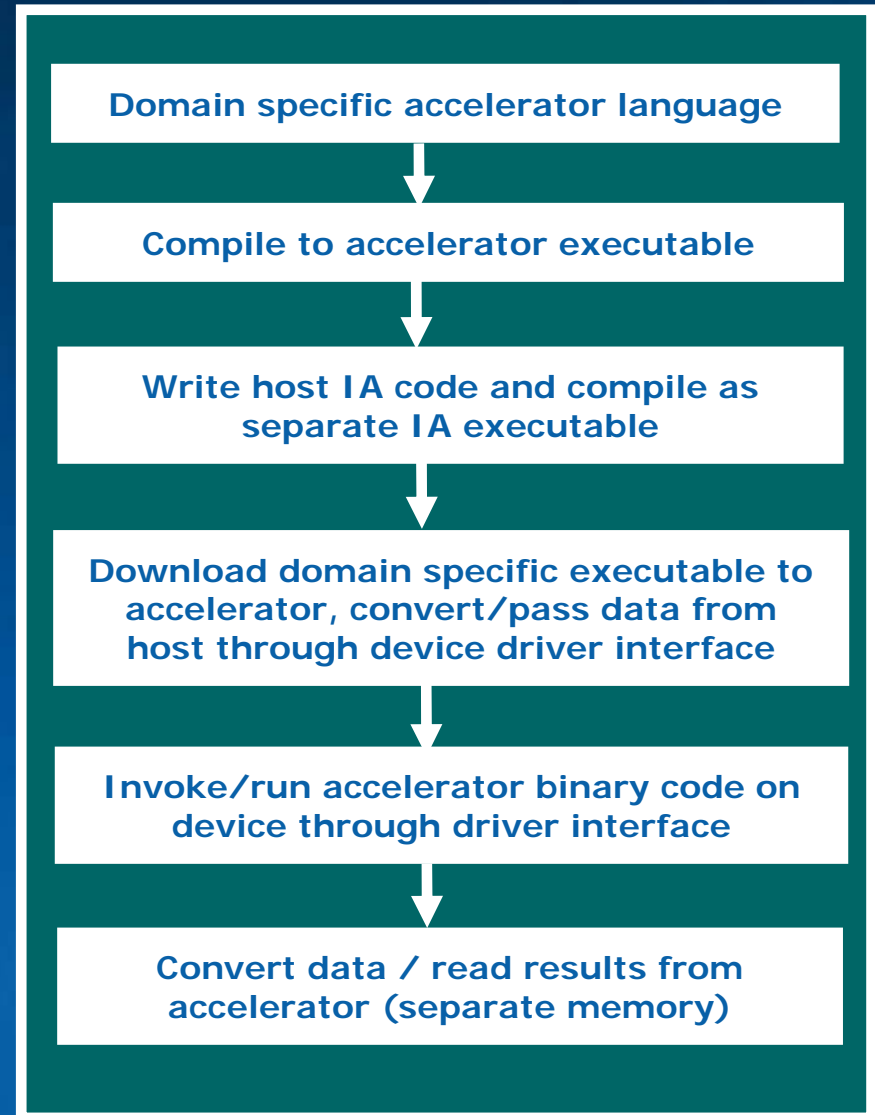 Domain specific accelerator language
Compile to accelerator executable
Write host IA code and compile as
separate IA executable
Download domain specific executable to
accelerator, convert/pass data from
host through device driver interface
Invoke/run accelerator binary code on
device through driver interface
Convert data / read results from
accelerator (separate memory)